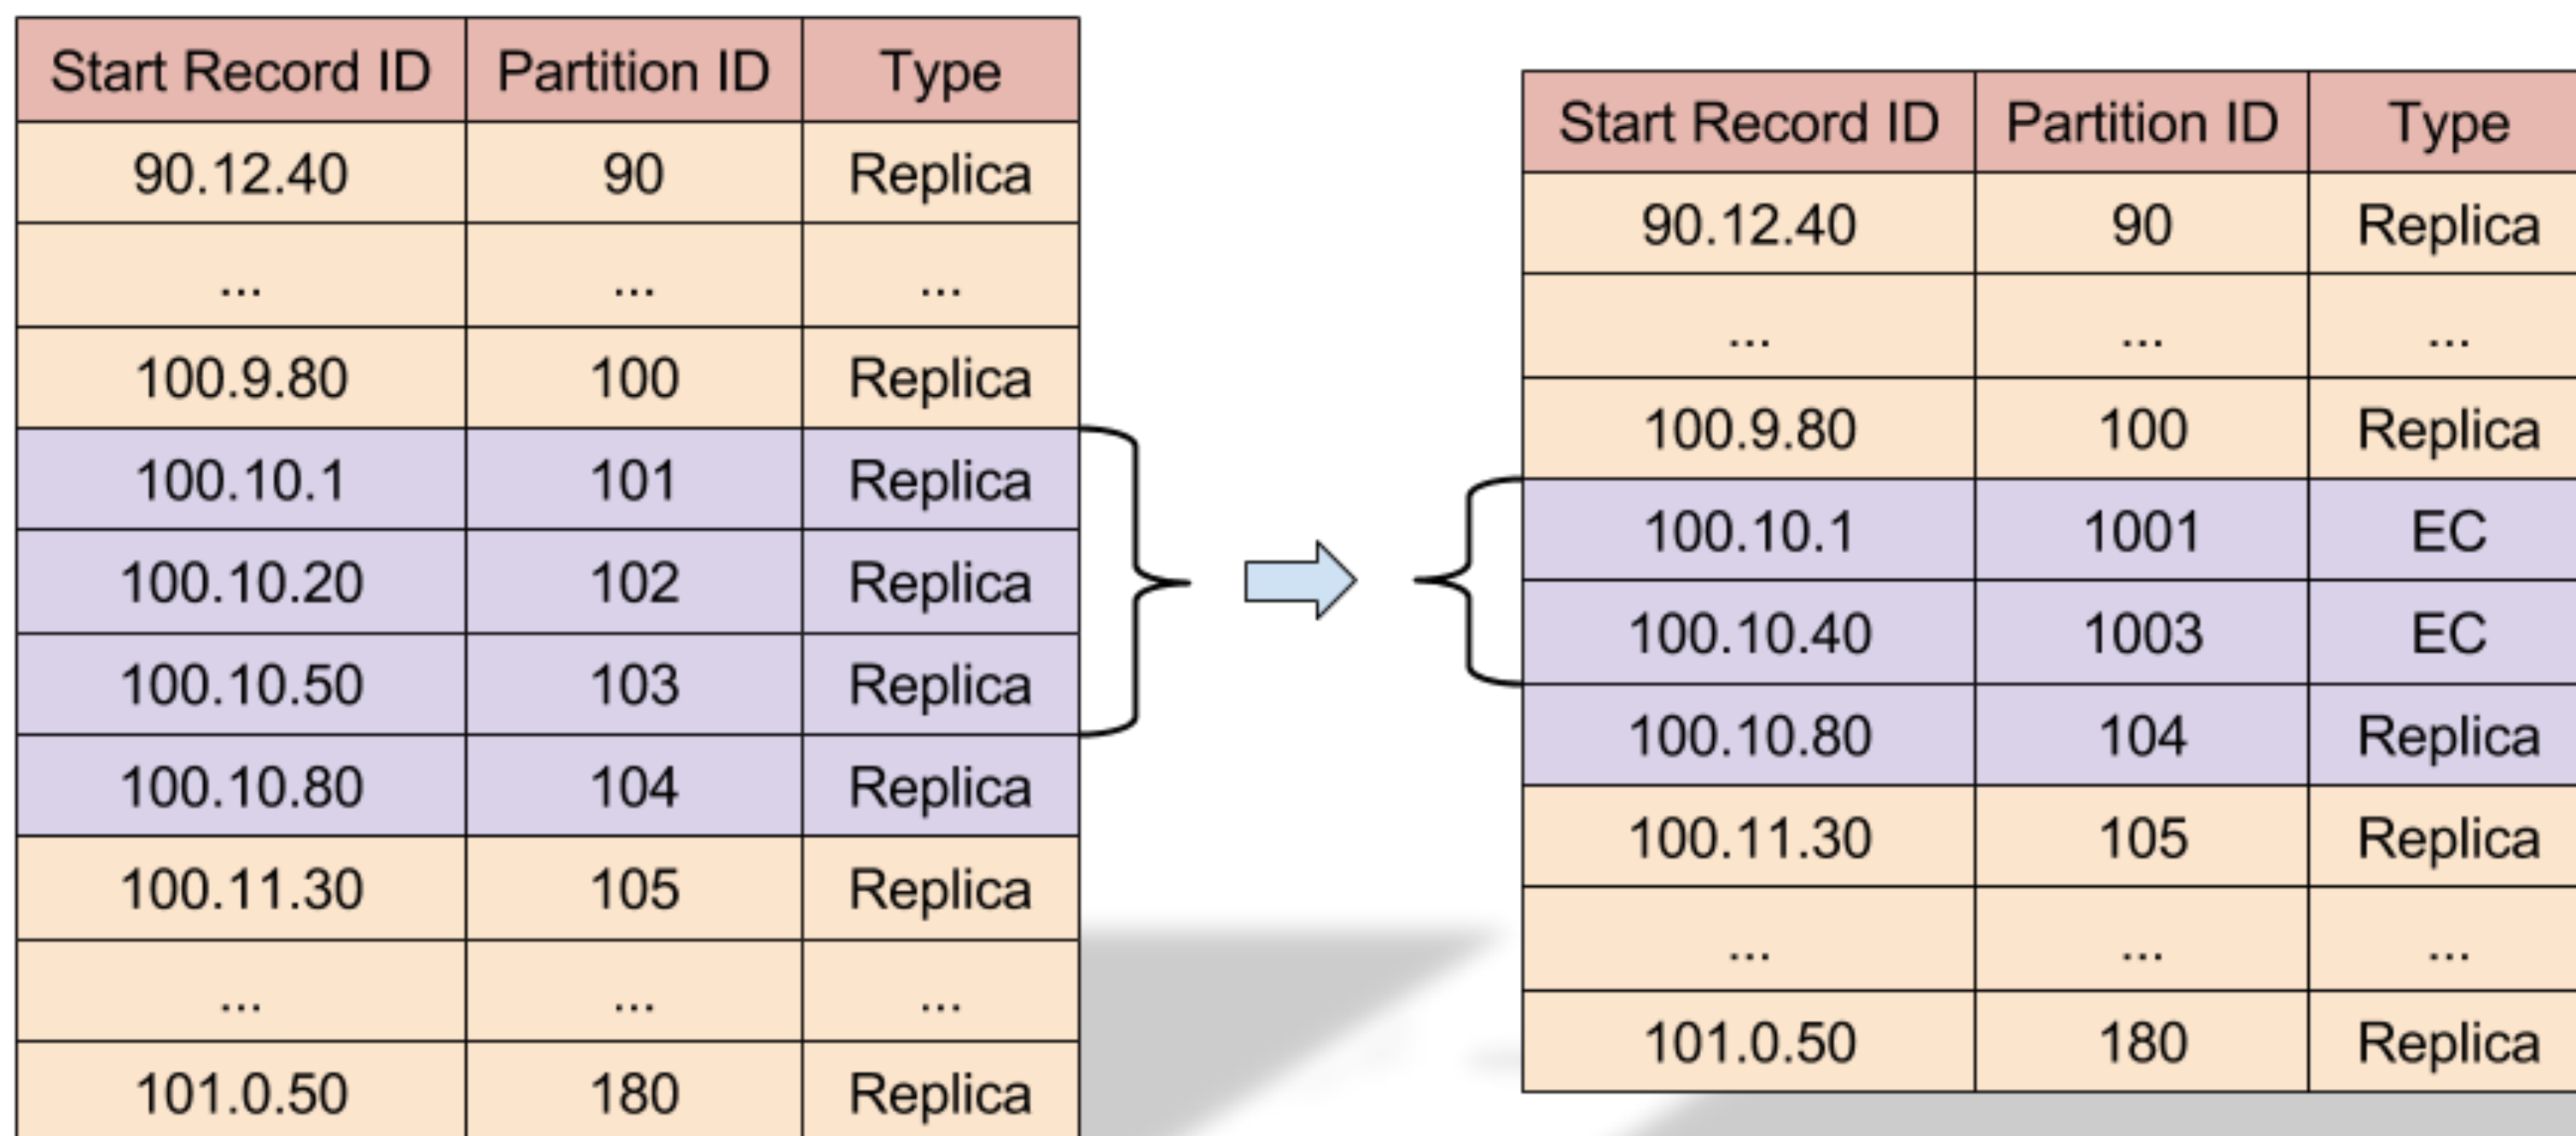 Start Record ID Partition ID Type
90.12.40 90 Replica
... ... ...
100.9.80 100 Replica
100.10.1 101 Replica
100.10.20 102 Replica
100.10.50 103 Replica
100.10.80 104 Replica
100.11.30 105 Replica
... ... ...
101.0.50 180 Replica
Start Record ID Partition ID Type
90.12.40 90 Replica
... ... ...
100.9.80 100 Replica
100.10.1 1001 EC
100.10.40 1003 EC
100.10.80 104 Replica
100.11.30 105 Replica
... ... ...
101.0.50 180 Replica